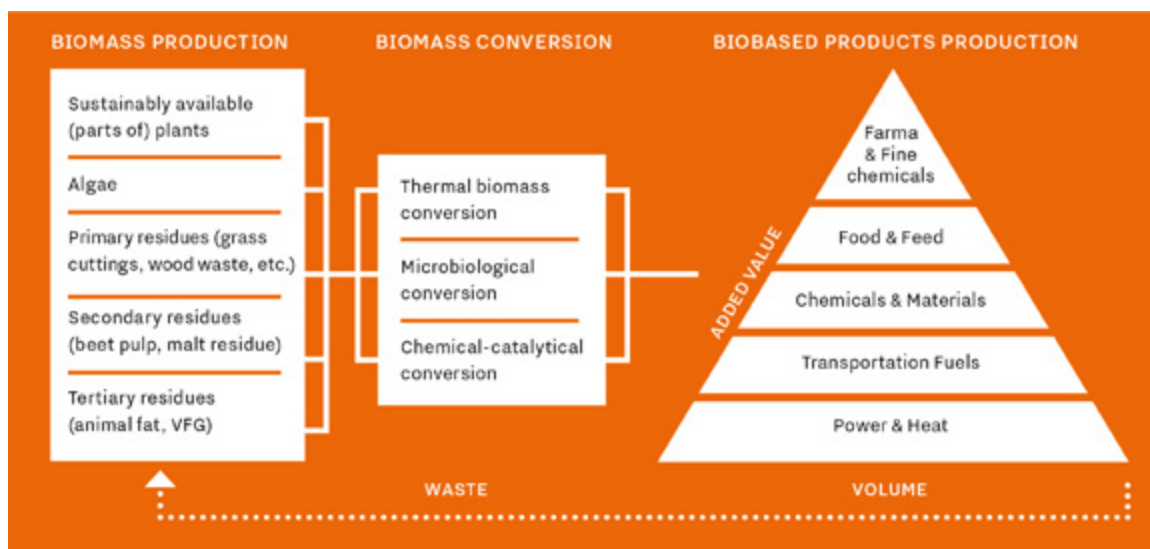 BIOMASS PRODUCTION
Sustainably available
(parts of) plants
Algae
Primary residues (grass
cuttings, wood waste, etc.)
Secondary residues
(beet pulp, malt residue)
Tertiary residues
(animal fat, VFG)
BIOMASS CONVERSION
Thermal biomass
conversion
Microbiological
conversion
Chemical-catalytical
conversion
BIOBASED PRODUCTS PRODUCTION
Farma
& Fine
chemicals
Food & Feed
Chemicals & Materials
Transportation Fuels
Power & Heat
ADDED VALUE
WASTE
VOLUME